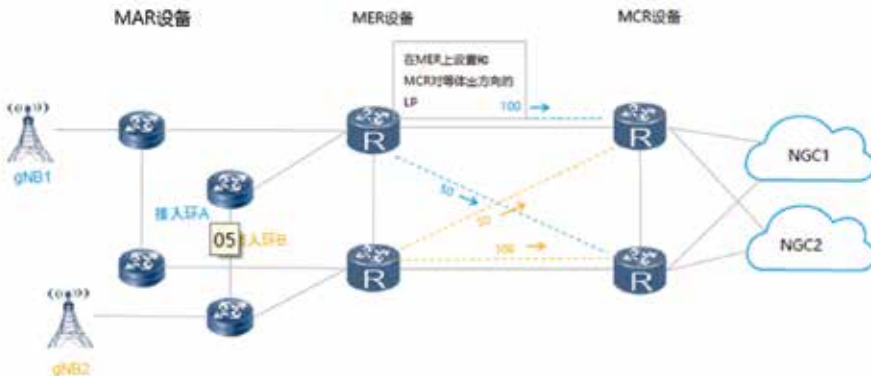 MAR设备
MER设备
MCR设备
在MER上设置和
MCR对等体出方向的
LP
100
R
R
gNB1
NGC1
接入环A
50
50
05
接入环B
100
R
R
NGC2
gNB2